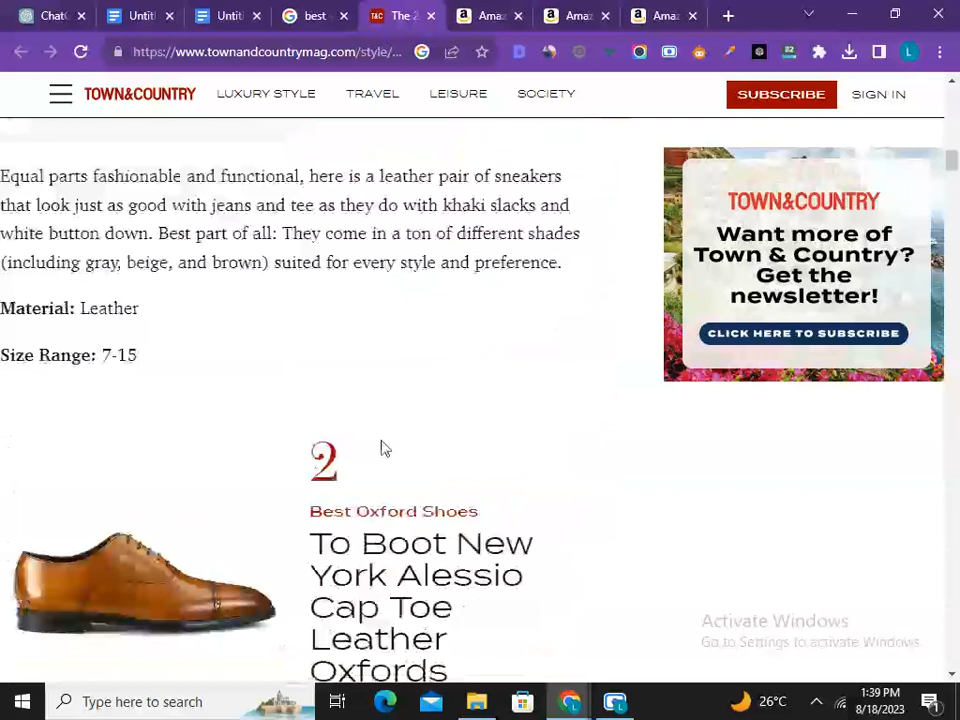 ChatG
Untitl
Untitl
best
The 2
Amaz
Amaz
Amaz
https://www.townandcountrymag.com/style/...
TOWN&COUNTRY
LUXURY STYLE
TRAVEL
LEISURE
SOCIETY
SUBSCRIBE
SIGN IN
Equal parts fashionable and functional, here is a leather pair of sneakers
that look just as good with jeans and tee as they do with khaki slacks and
white button down. Best part of all: They come in a ton of different shades
(including gray, beige, and brown) suited for every style and preference.
Material: Leather
Size Range: 7-15
TOWN&COUNTRY
Want more of
Town & Country?
Get the
newsletter!
CLICK HERE TO SUBSCRIBE
2
Best Oxford Shoes
To Boot New
York Alessio
Cap Toe
Leather
Oxfords
Activate Windows
Go to Settings to activate Windows.
Type here to search
26°C
1:39 PM
8/18/2023